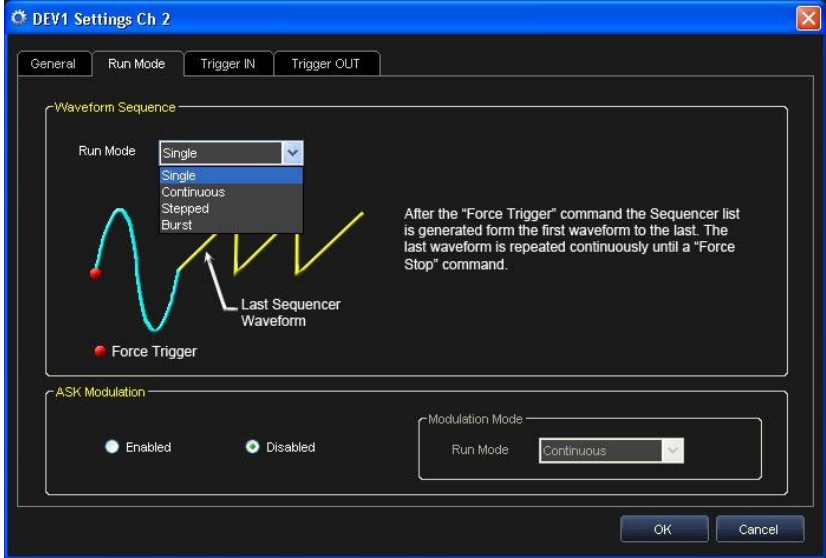 DEV1 Settings Ch 2
General Run Mode Trigger IN Trigger OUT
Waveform Sequence
Run Mode Single
Single
Continuous
Stepped
Burst
After the “Force Trigger” command the Sequencer list
is generated form the first waveform to the last. The
last waveform is repeated continuously until a “Force
Stop” command.
Last Sequencer
Waveform
Force Trigger
ASK Modulation
Enabled Disabled
Modulation Mode
Run Mode Continuous
OK Cancel